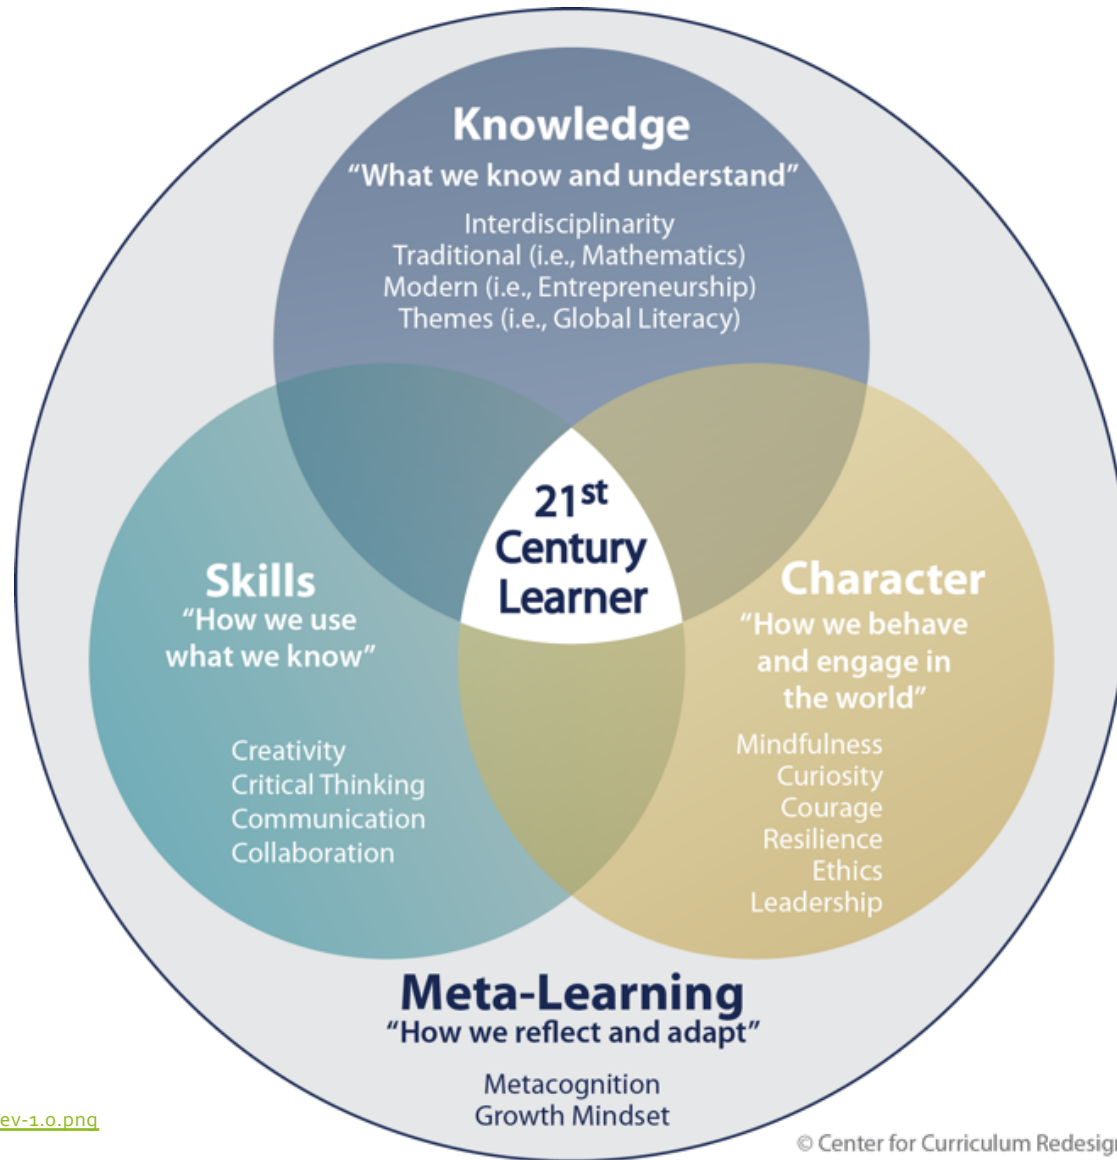 Knowledge
“What we know and understand”
Interdisciplinarity
Traditional (i.e., Mathematics)
Modern (i.e., Entrepreneurship)
Themes (i.e., Global Literacy)
21st
Century
Learner
Skills
“How we use
what we know”
Creativity
Critical Thinking
Communication
Collaboration
Character
“How we behave
and engage in
the world”
Mindfulness
Curiosity
Courage
Resilience
Ethics
Leadership
Meta-Learning
“How we reflect and adapt”
Metacognition
Growth Mindset
ev-1.0.png
© Center for Curriculum Redesign